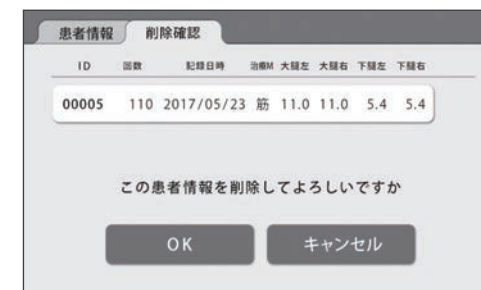 患者情報 削除確認
ID 回数 記録日時 治療M 大腿左 大腿右 下腿左 下腿右
00005 110 2017/05/23 筋 11.0 11.0 5.4 5.4
この患者情報を削除してよろしいですか
OK キャンセル